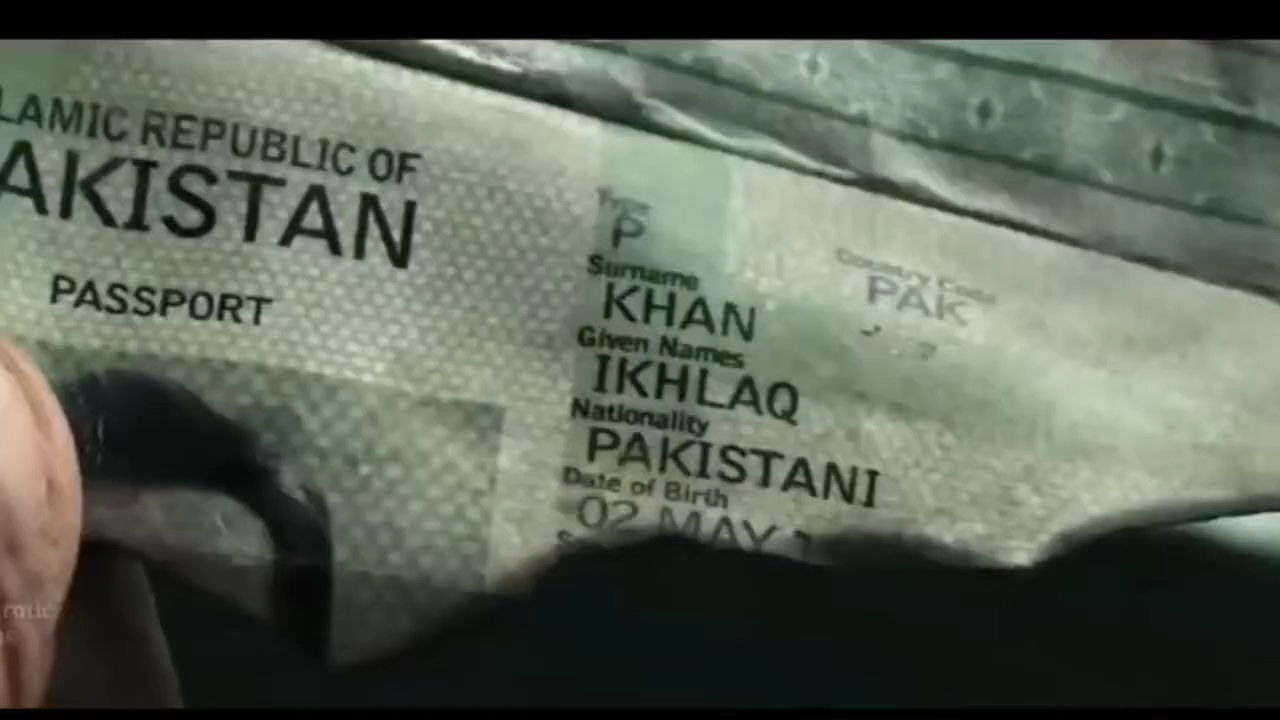 LAMIC REPUBLIC OF
AKISTAN
PASSPORT
Type
P
Country Code
PAK
Surname
KHAN
Given Names
IKHLAQ
Nationality
PAKISTANI
Date of Birth
02 MAY 1